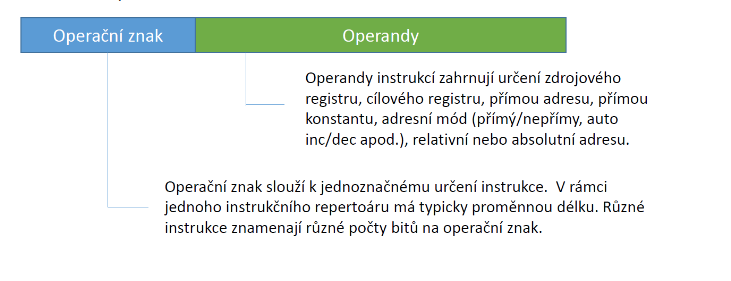 Operační znak
Operandy
Operandy instrukcí zahrnují určení zdrojového
registru, cílového registru, přímou adresu, přímou
konstantu, adresní mód (přímý/nepřímy, auto
inc/dec apod.), relativní nebo absolutní adresu.
Operační znak slouží k jednoznačnému určení instrukce. V rámci
jednoho instrukčního repertoáru má typicky proměnnou délku. Různé
instrukce znamenají různé počty bitů na operační znak.